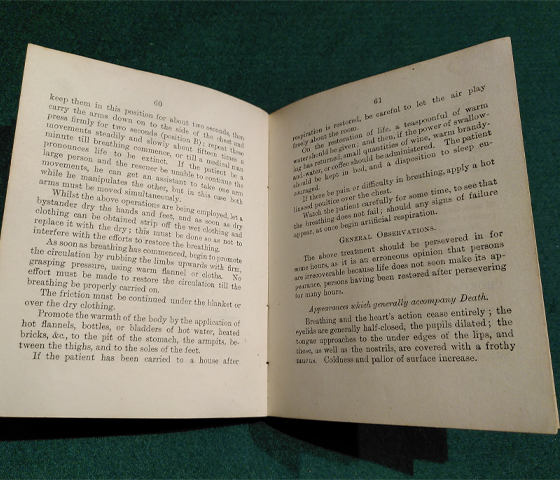 60
keep them in this position for about two seconds, then
carry the arms down on to the side of the chest and
press firmly for two seconds (position B); repeat these
movements steadily and slowly about fifteen times a
minute till breathing commence, or till a medical man
pronounces life to be extinct. If the patient be a
large person and the rescuer be unable to continue the
movements, he can get an assistant to take one arm
while he manipulates the other, but in this case both
arms must be moved simultaneously.
Whilst the above operations are being employed, let a
bystander dry the hands and feet, and as soon as dry
clothing can be obtained strip off the wet clothing and
replace it with the dry; this must be done so as not to
interfere with the efforts to restore the breathing.
As soon as breathing has commenced, begin to promote
the circulation by rubbing the limbs upwards with firm,
grasping pressure, using warm flannel or cloths. No
effort must be made to restore the circulation till the
breathing be properly carried on.
The friction must be continued under the blanket or
over the dry clothing.
Promote the warmth of the body by the application of
hot flannels, bottles, or bladders of hot water, heated
bricks, &c., to the pit of the stomach, the armpits, be-
tween the thighs, and to the soles of the feet.
If the patient has been carried to a house after
61
respiration is restored, be careful to let the air play
freely about the room.
On the restoration of life, a teaspoonful of warm
water should be given; and then, if the power of swallow-
ing has returned, small quantities of wine, warm brandy-
and-water, or coffee should be administered. The patient
should be kept in bed, and a disposition to sleep en-
couraged.
If there be pain or difficulty in breathing, apply a hot
linseed poultice over the chest.
Watch the patient carefully for some time, to see that
the breathing does not fail; should any signs of failure
appear, at once begin artificial respiration.
GENERAL OBSERVATIONS.
The above treatment should be persevered in for
some hours, as it is an erroneous opinion that persons
are irrecoverable because life does not seem make its ap-
pearance, persons having been restored after persevering
for many hours.
Appearances which generally accompany Death.
Breathing and the heart's action cease entirely; the
eyelids are generally half-closed, the pupils dilated; the
tongue approaches to the under edges of the lips, and
these, as well as the nostrils, are covered with a frothy
mucus. Coldness and pallor of surface increase.